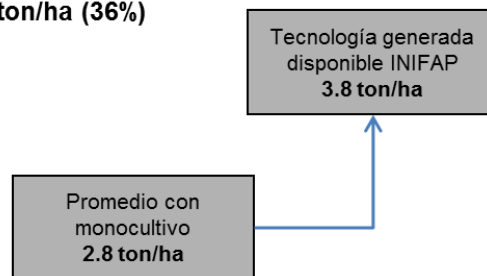 ton/ha (36%)
Tecnología generada
disponible INIFAP
3.8 ton/ha
Promedio con
monocultivo
2.8 ton/ha